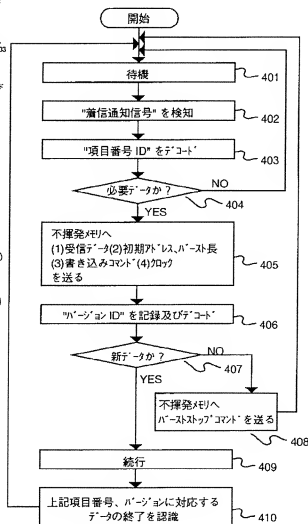 開始
待機
401
"着信通知信号" を検知
402
"項目番号 ID" をデコード
403
必要データか？
NO
404
YES
不揮発メモリへ
(1)受信データ(2)初期アドレス、バースト長
(3)書き込みコマンド(4)クロック
を送る
405
"バージョン ID" を記録及びデコード
406
新データか？
NO
407
YES
不揮発メモリへ
バーストストップコマンドを送る
408
続行
409
上記項目番号、バージョンに対応する
データの終了を認識
410